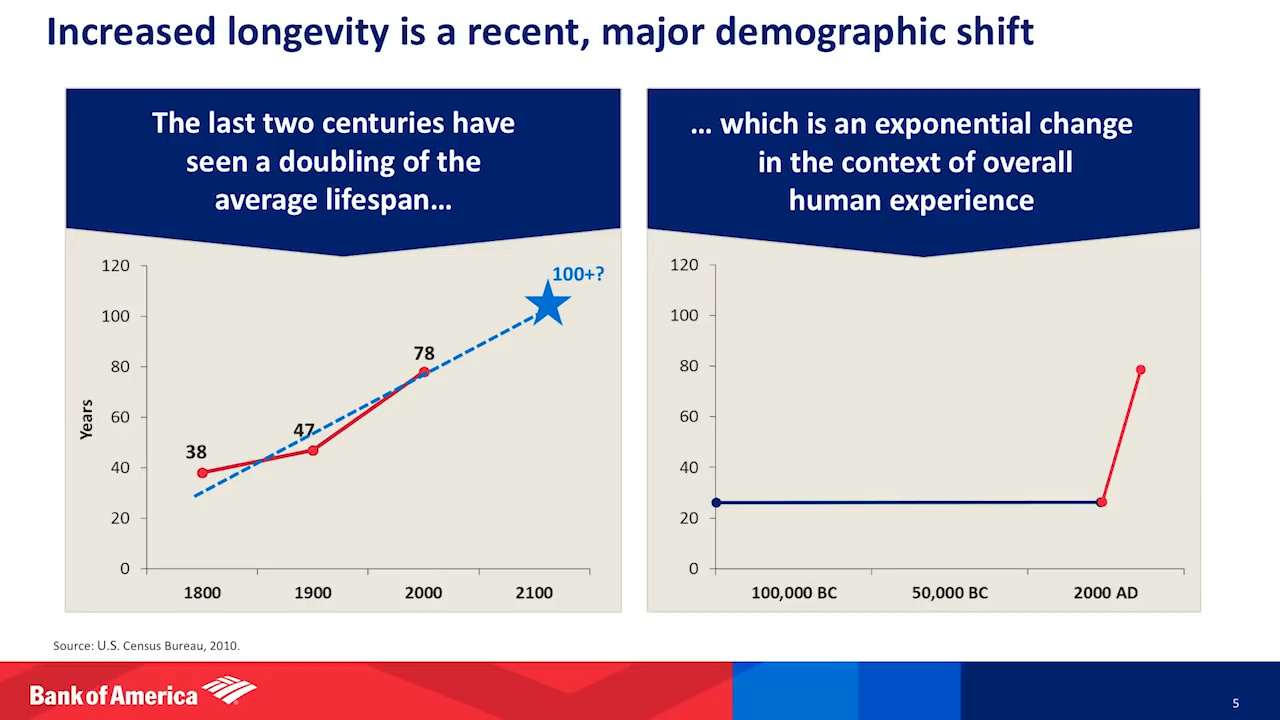 Increased longevity is a recent, major demographic shift
The last two centuries have
seen a doubling of the
average lifespan…
120
100
80
60
40
20
0
Years
38
47
78
100+?
1800
1900
2000
2100
… which is an exponential change
in the context of overall
human experience
120
100
80
60
40
20
0
100,000 BC
50,000 BC
2000 AD
Source: U.S. Census Bureau, 2010.
Bank of America
5